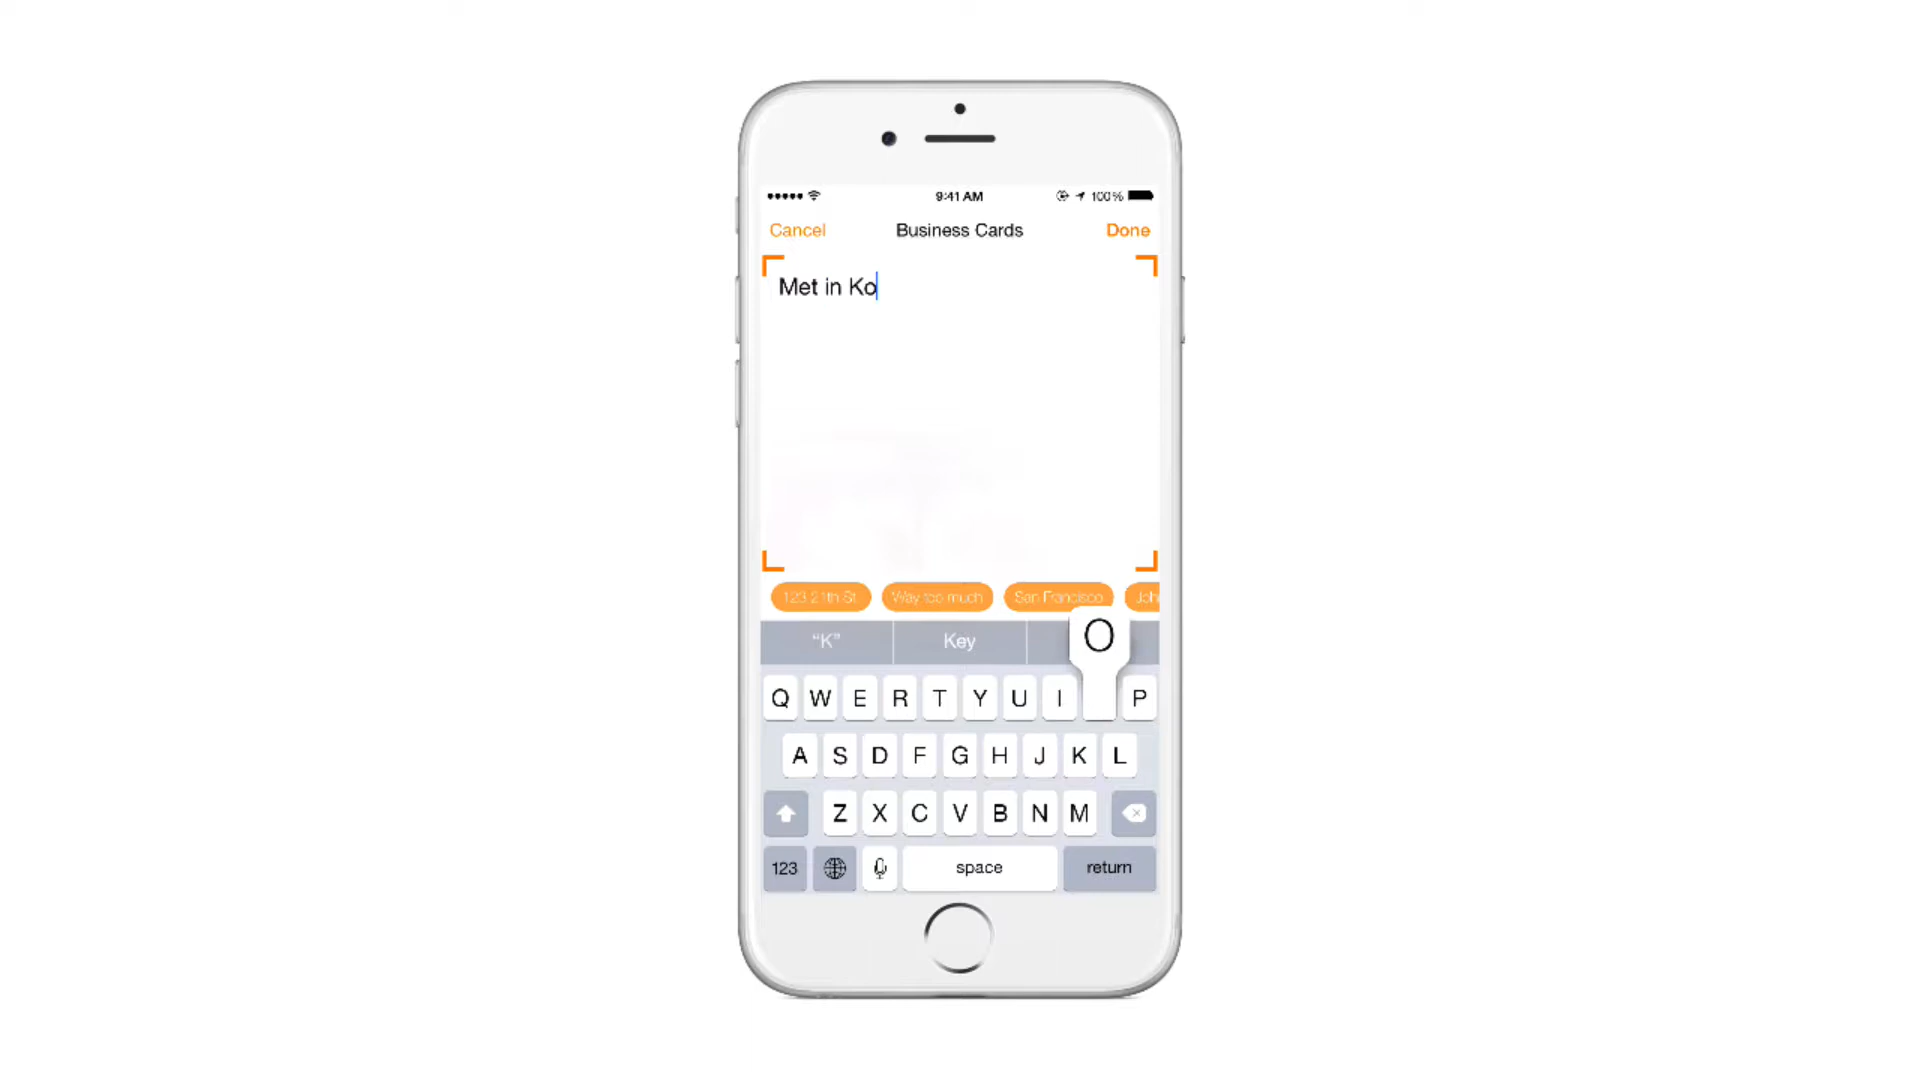 9:41 AM 100%
Cancel Business Cards Done
Met in Ko
123 21th St Way too much San Francisco Joh
“K” Key
O
Q W E R T Y U I P
A S D F G H J K L
Z X C V B N M
123 space return